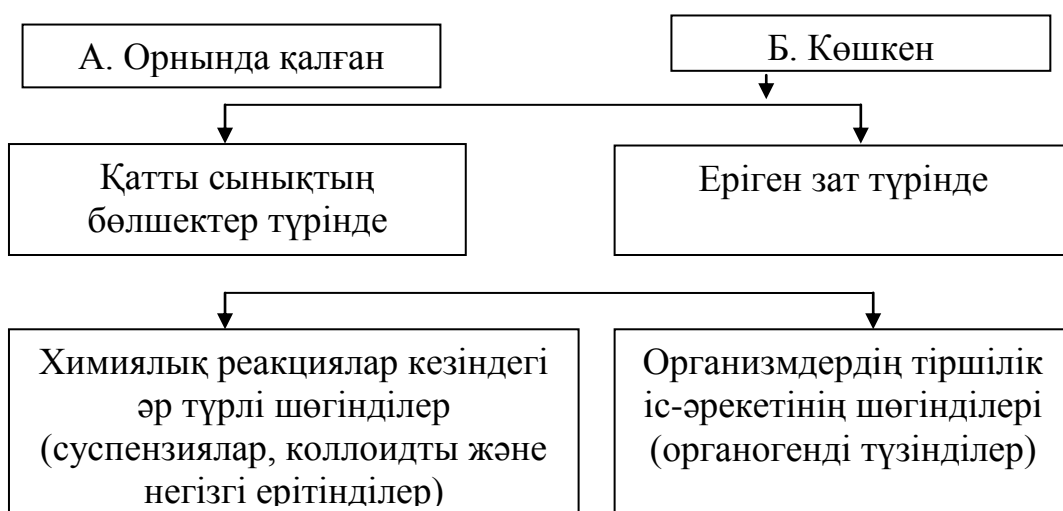 А. Орнында қалған
Б. Көшкен
Қатты сынықтың
бөлшектер түрінде
Еріген зат түрінде
Химиялық реакциялар кезіндегі
әр түрлі шөгінділер
(суспензиялар, коллоидты және
негізгі ерітінділер)
Организмдердің тіршілік
іс-әрекетінің шөгінділері
(органогенді түзінділер)